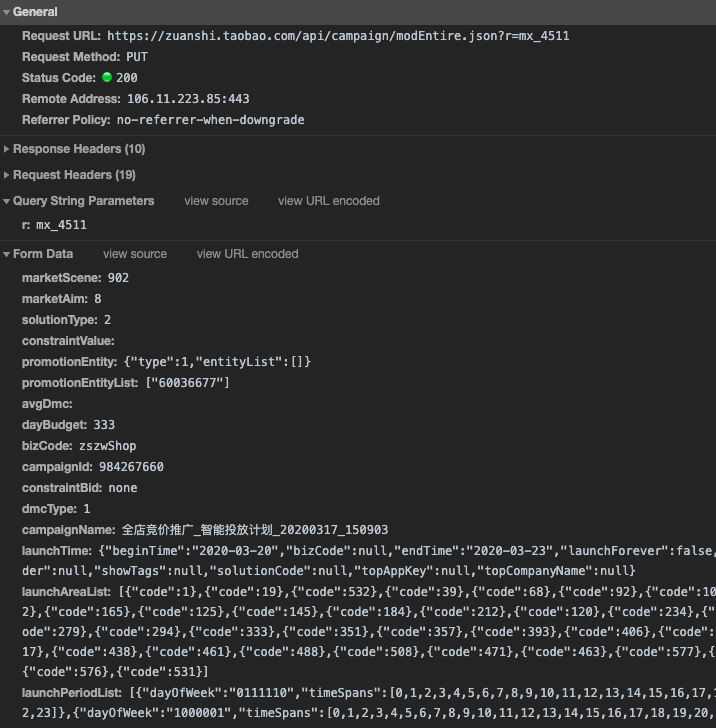 General
Request URL: https://zuanshi.taobao.com/api/campaign/modEntire.json?r=mx_4511
Request Method: PUT
Status Code: 200
Remote Address: 106.11.223.85:443
Referrer Policy: no-referrer-when-downgrade
Response Headers (10)
Request Headers (19)
Query String Parameters view source view URL encoded
r: mx_4511
Form Data view source view URL encoded
marketScene: 902
marketAim: 8
solutionType: 2
constraintValue:
promotionEntity: {"type":1,"entityList":[]}
promotionEntityList: ["60036677"]
avgDmc:
dayBudget: 333
bizCode: zszwShop
campaignId: 984267660
constraintBid: none
dmcType: 1
campaignName: 全店竞价推广_智能投放计划_20200317_150903
launchTime: {"beginTime":"2020-03-20","bizCode":null,"endTime":"2020-03-23","launchForever":false,
der":null,"showTags":null,"solutionCode":null,"topAppKey":null,"topCompanyName":null}
launchAreaList: [{"code":1},{"code":19},{"code":532},{"code":39},{"code":68},{"code":92},{"code":10
2},{"code":165},{"code":125},{"code":145},{"code":184},{"code":212},{"code":120},{"code":234},{"
ode":279},{"code":294},{"code":333},{"code":351},{"code":357},{"code":393},{"code":406},{"code":
17},{"code":438},{"code":461},{"code":488},{"code":508},{"code":471},{"code":463},{"code":577},{
{"code":576},{"code":531}]
launchPeriodList: [{"dayOfWeek":"0111110","timeSpans":[0,1,2,3,4,5,6,7,8,9,10,11,12,13,14,15,16,17,1
2,23]},{"dayOfWeek":"1000001","timeSpans":[0,1,2,3,4,5,6,7,8,9,10,11,12,13,14,15,16,17,18,19,20,